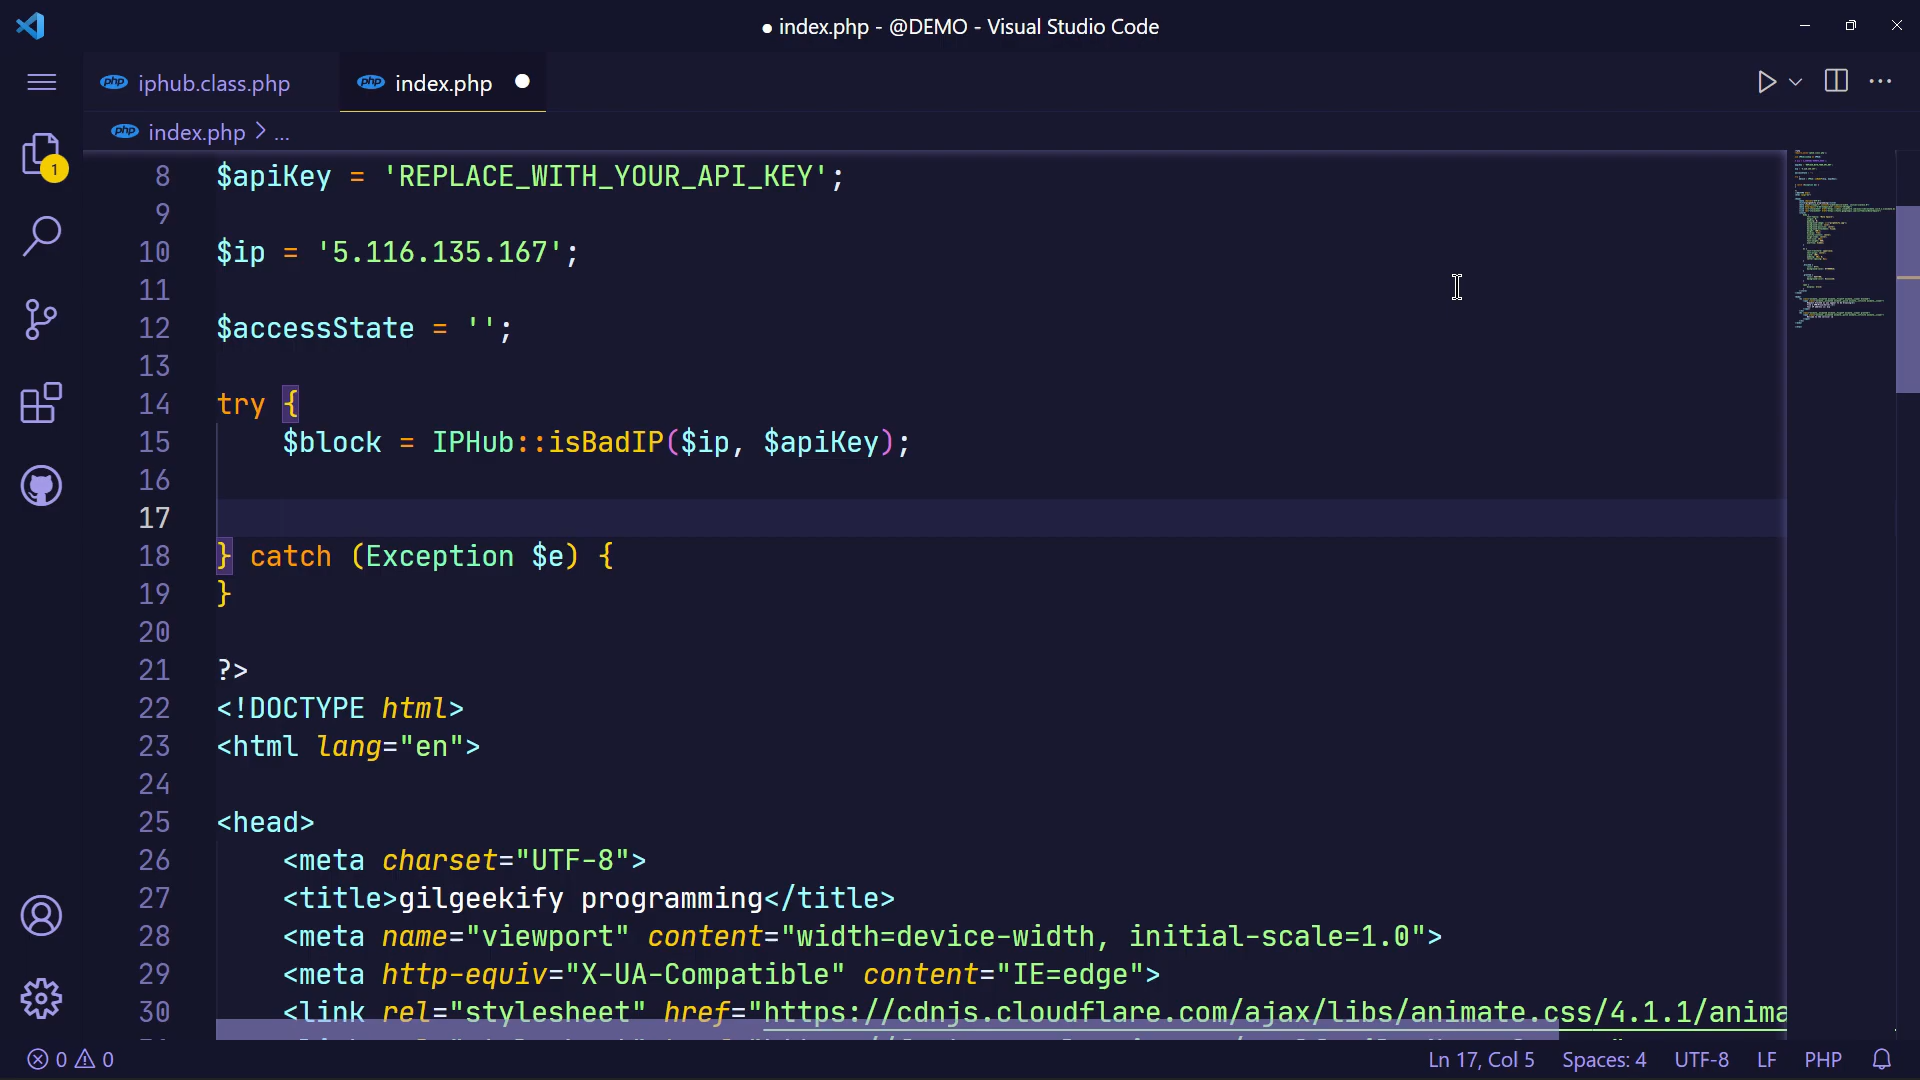 ● index.php - @DEMO - Visual Studio Code
php iphub.class.php
php index.php ●
php index.php > ...
1
8 $apiKey = 'REPLACE_WITH_YOUR_API_KEY';
9
10 $ip = '5.116.135.167';
11
12 $accessState = '';
13
14 try {
15     $block = IPHub::isBadIP($ip, $apiKey);
16
17
18 } catch (Exception $e) {
19 }
20
21 ?>
22 <!DOCTYPE html>
23 <html lang="en">
24
25 <head>
26     <meta charset="UTF-8">
27     <title>gilgeekify programming</title>
28     <meta name="viewport" content="width=device-width, initial-scale=1.0">
29     <meta http-equiv="X-UA-Compatible" content="IE=edge">
30     <link rel="stylesheet" href="https://cdnjs.cloudflare.com/ajax/libs/animate.css/4.1.1/anima
0 0 Ln 17, Col 5 Spaces: 4 UTF-8 LF PHP